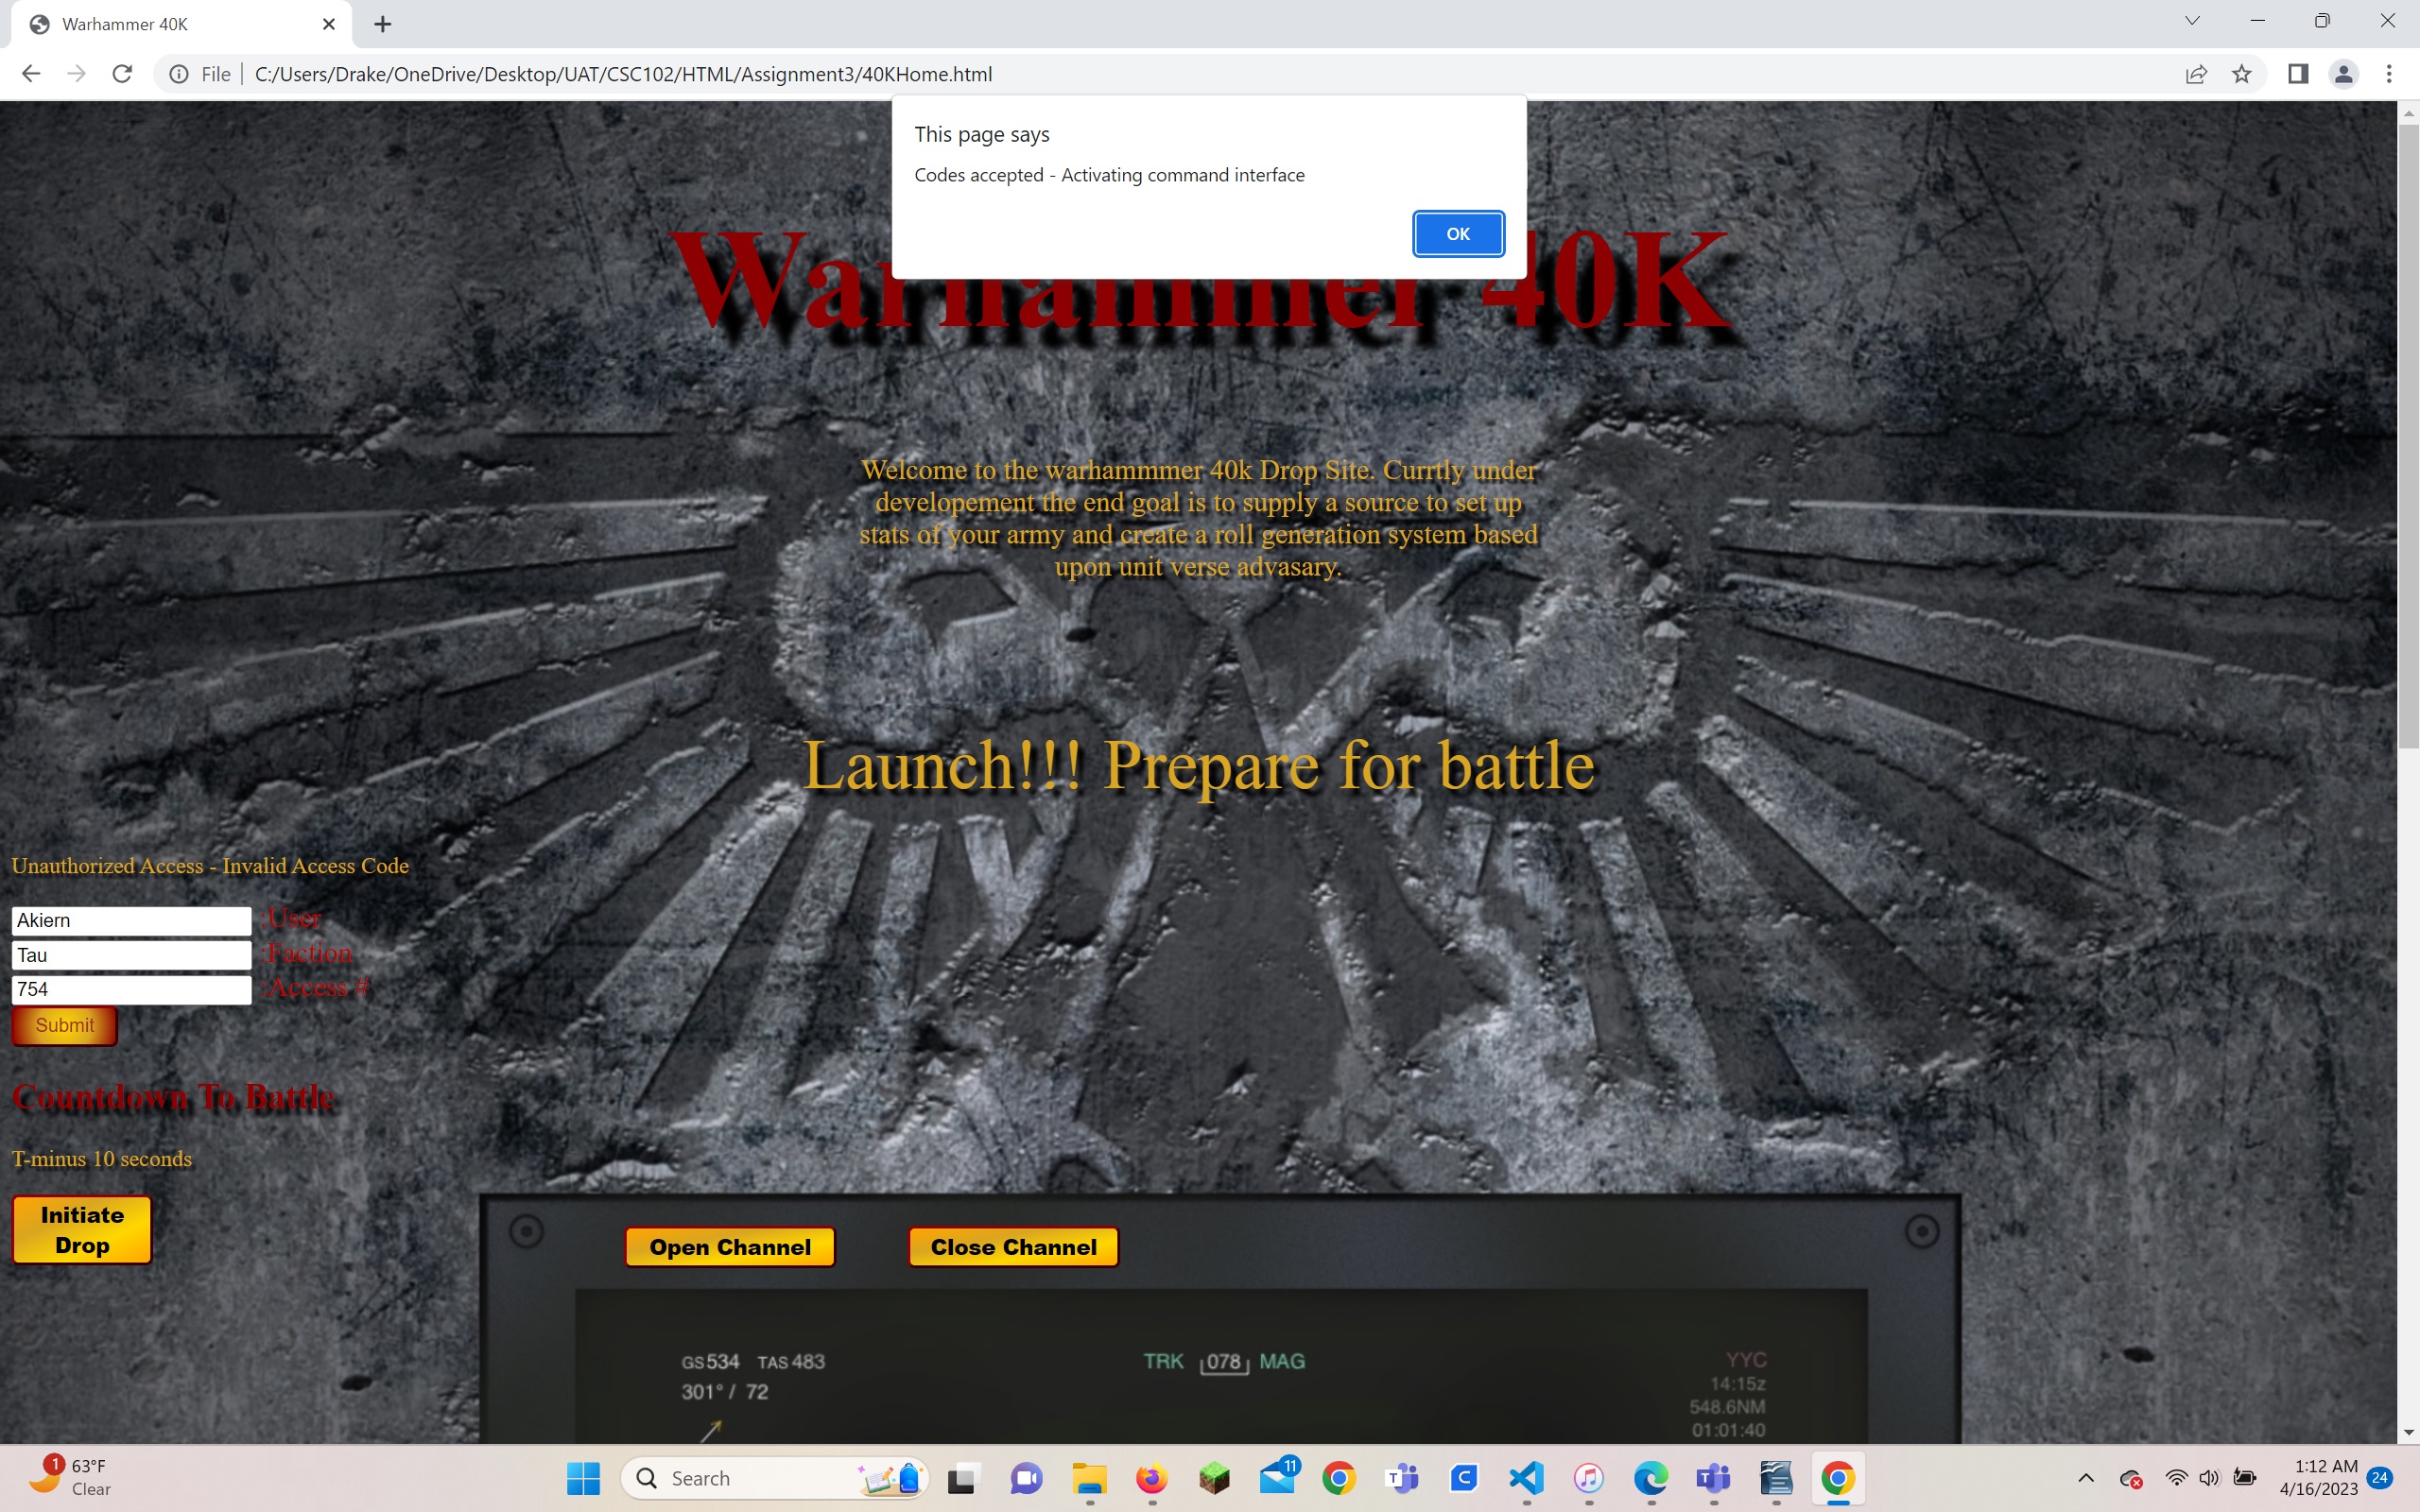 Warhammer 40K
File
C:/Users/Drake/OneDrive/Desktop/UAT/CSC102/HTML/Assignment3/40KHome.html
This page says
Codes accepted - Activating command interface
OK
Warhammer 40K
Welcome to the warhammmer 40k Drop Site. Currtly under
developement the end goal is to supply a source to set up
stats of your army and create a roll generation system based
upon unit verse advasary.
Launch!!! Prepare for battle
Unauthorized Access - Invalid Access Code
Akiern :User
Tau :Faction
754 :Access #
Submit
Countdown To Battle
T-minus 10 seconds
Initiate
Drop
Open Channel Close Channel
GS 534 TAS 483 TRK 078 MAG YYC
301° / 72 14:15z
548.6NM
01:01:40
1 63°F
Clear
Search
11
1:12 AM
4/16/2023
24